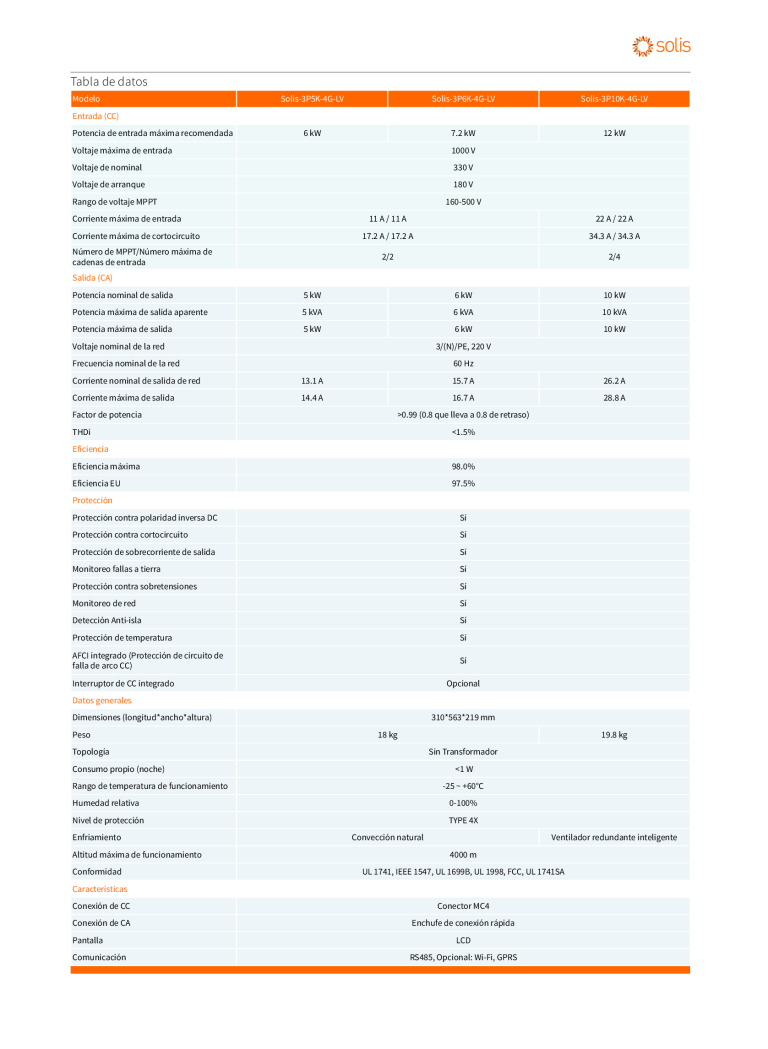 solis
Tabla de datos
Modelo Solis-3P5K-4G-LV Solis-3P6K-4G-LV Solis-3P10K-4G-LV
Entrada (CC)
Potencia de entrada máxima recomendada 6 kW 7.2 kW 12 kW
Voltaje máxima de entrada 1000 V
Voltaje de nominal 330 V
Voltaje de arranque 180 V
Rango de voltaje MPPT 160-500 V
Corriente máxima de entrada 11 A / 11 A 22 A / 22 A
Corriente máxima de cortocircuito 17.2 A / 17.2 A 34.3 A / 34.3 A
Número de MPPT/Número máxima de
cadenas de entrada 2/2 2/4
Salida (CA)
Potencia nominal de salida 5 kW 6 kW 10 kW
Potencia máxima de salida aparente 5 kVA 6 kVA 10 kVA
Potencia máxima de salida 5 kW 6 kW 10 kW
Voltaje nominal de la red 3/(N)/PE, 220 V
Frecuencia nominal de la red 60 Hz
Corriente nominal de salida de red 13.1 A 15.7 A 26.2 A
Corriente máxima de salida 14.4 A 16.7 A 28.8 A
Factor de potencia >0.99 (0.8 que lleva a 0.8 de retraso)
THDi <1.5%
Eficiencia
Eficiencia máxima 98.0%
Eficiencia EU 97.5%
Protección
Protección contra polaridad inversa DC Sí
Protección contra cortocircuito Sí
Protección de sobrecorriente de salida Sí
Monitoreo fallas a tierra Sí
Protección contra sobretensiones Sí
Monitoreo de red Sí
Detección Anti-isla Sí
Protección de temperatura Sí
AFCI integrado (Protección de circuito de
falla de arco CC) Sí
Interruptor de CC integrado Opcional
Datos generales
Dimensiones (longitud*ancho*altura) 310*563*219 mm
Peso 18 kg 19.8 kg
Topología Sin Transformador
Consumo propio (noche) <1 W
Rango de temperatura de funcionamiento -25 ~ +60°C
Humedad relativa 0-100%
Nivel de protección TYPE 4X
Enfriamiento Convección natural Ventilador redundante inteligente
Altitud máxima de funcionamiento 4000 m
Conformidad UL 1741, IEEE 1547, UL 1699B, UL 1998, FCC, UL 1741SA
Características
Conexión de CC Conector MC4
Conexión de CA Enchufe de conexión rápida
Pantalla LCD
Comunicación RS485, Opcional: Wi-Fi, GPRS